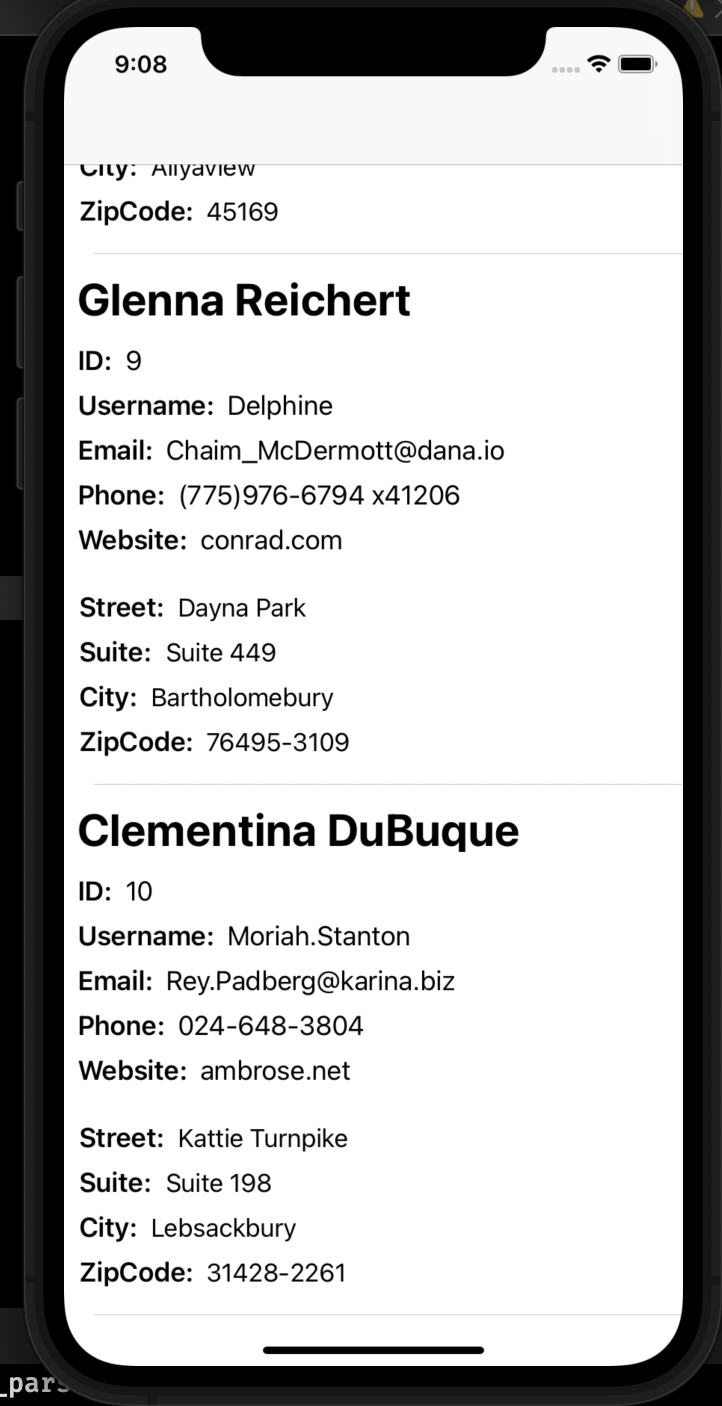 9:08
City: Aliyaview
ZipCode: 45169
Glenna Reichert
ID: 9
Username: Delphine
Email: Chaim_McDermott@dana.io
Phone: (775)976-6794 x41206
Website: conrad.com
Street: Dayna Park
Suite: Suite 449
City: Bartholomebury
ZipCode: 76495-3109
Clementina DuBuque
ID: 10
Username: Moriah.Stanton
Email: Rey.Padberg@karina.biz
Phone: 024-648-3804
Website: ambrose.net
Street: Kattie Turnpike
Suite: Suite 198
City: Lebsackbury
ZipCode: 31428-2261
_pars